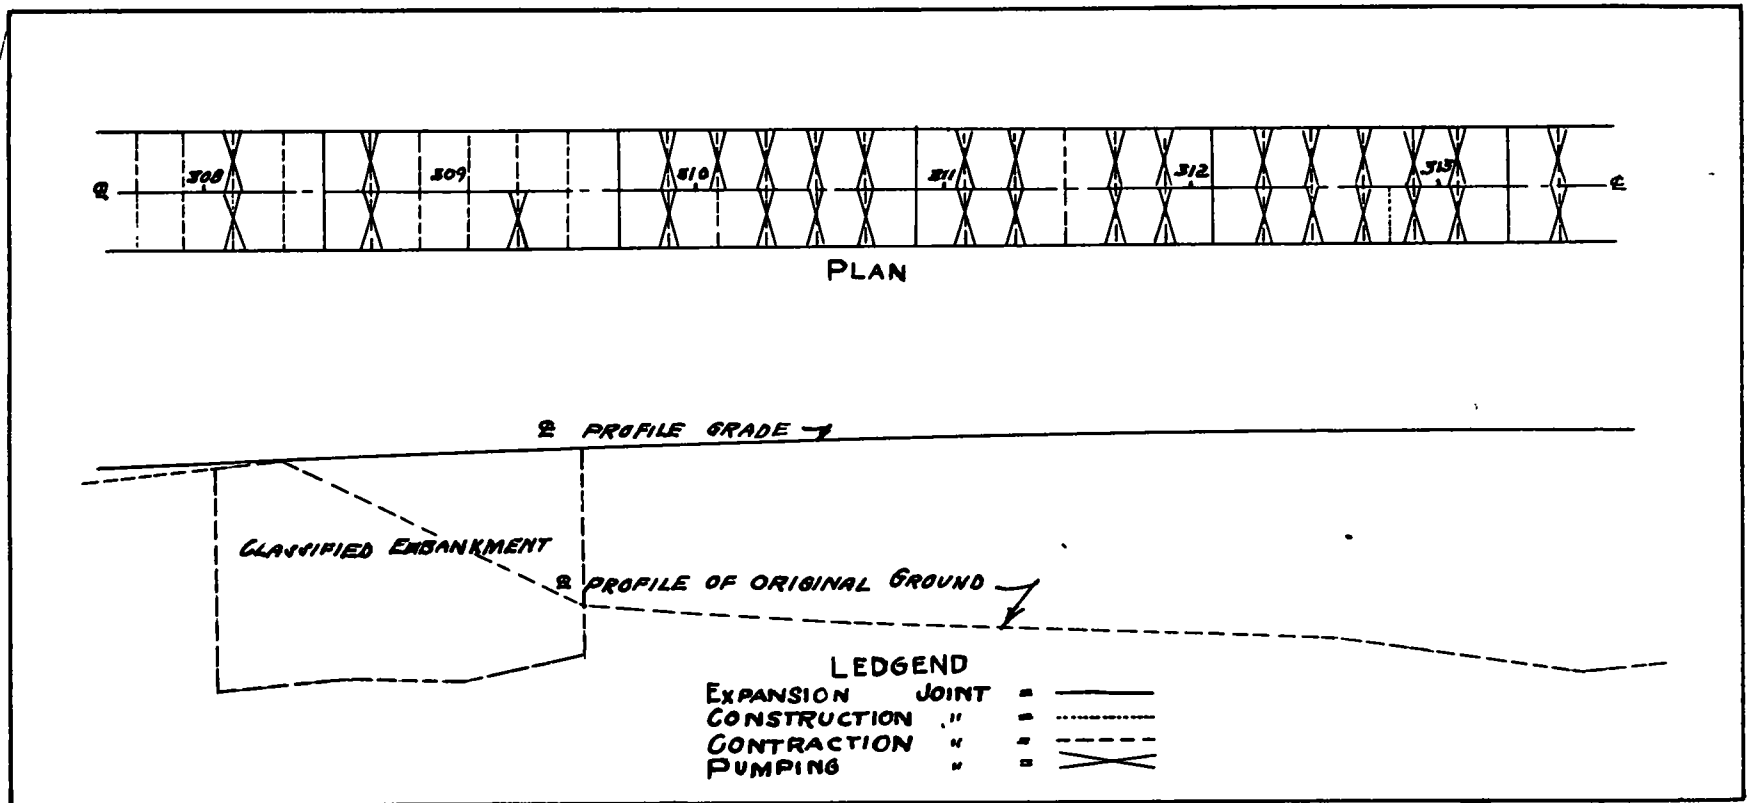 308 309 310 311 312 313
℄ ℄
PLAN
℄ PROFILE GRADE
CLASSIFIED EMBANKMENT
℄ PROFILE OF ORIGINAL GROUND
LEDGEND
EXPANSION JOINT =
CONSTRUCTION " =
CONTRACTION " =
PUMPING " =